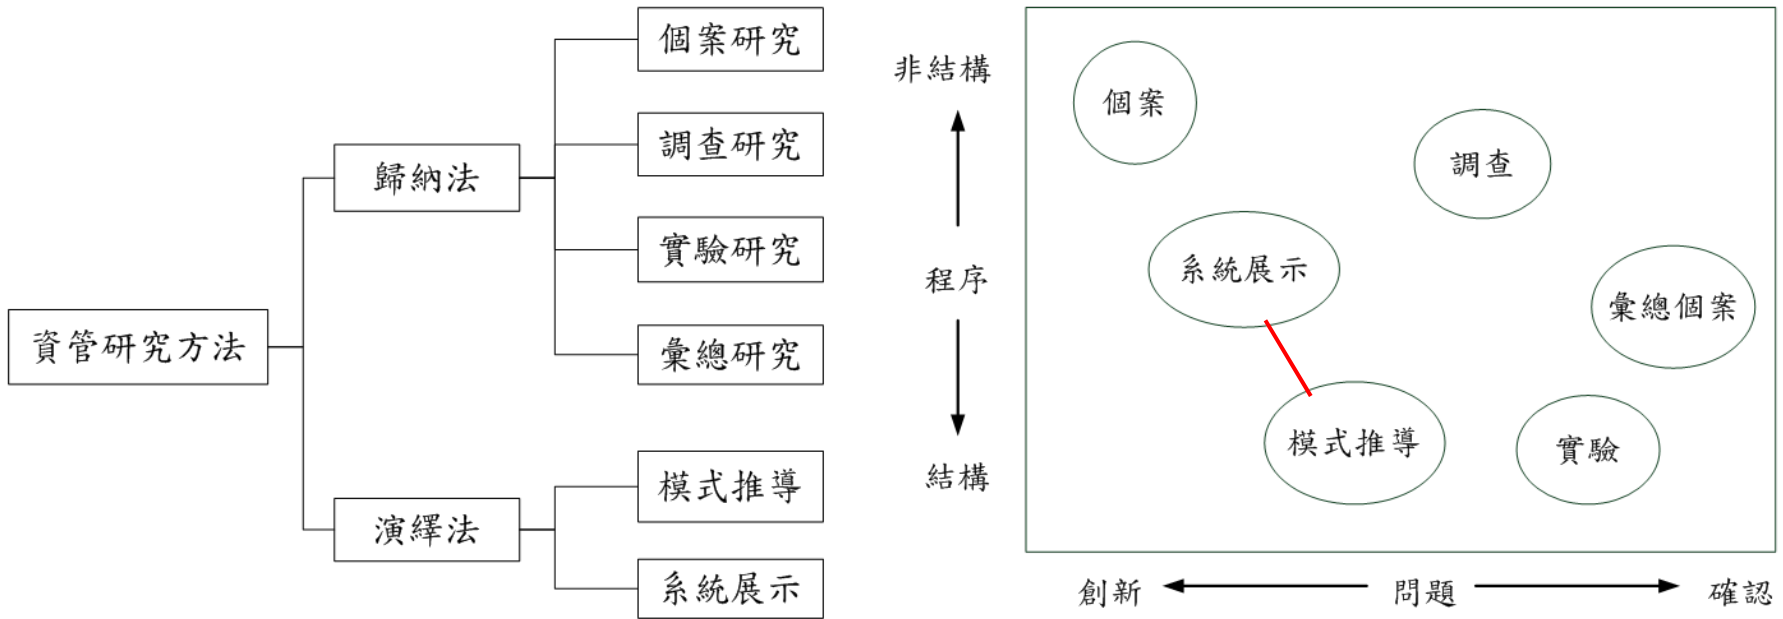 資管研究方法
歸納法
個案研究
調查研究
實驗研究
彙總研究
演繹法
模式推導
系統展示
非結構
程序
結構
個案
調查
系統展示
彙總個案
模式推導
實驗
創新
問題
確認